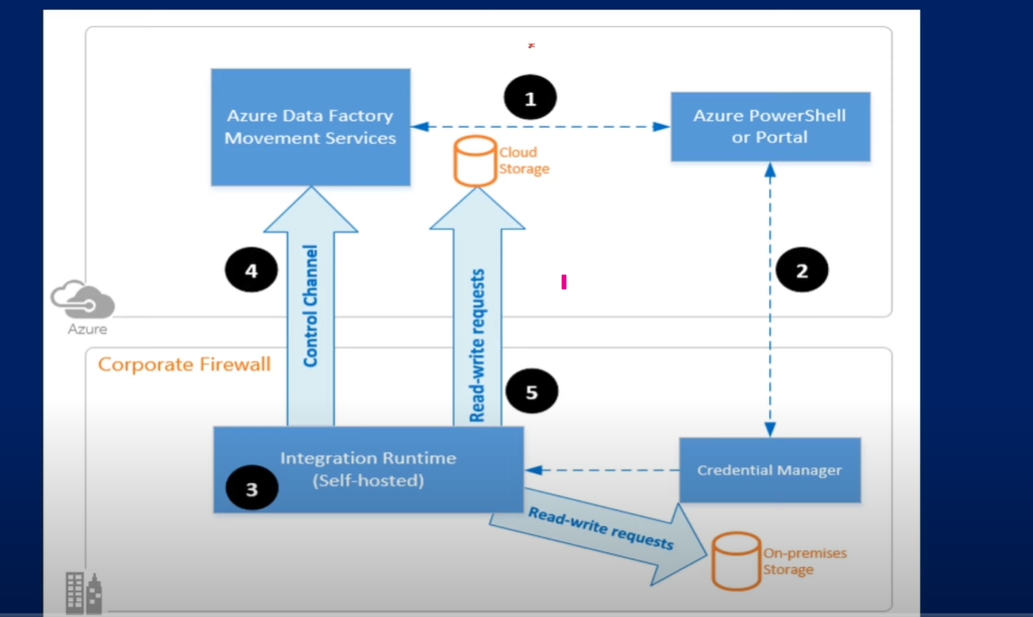 Azure Data Factory
Movement Services
1
Azure PowerShell
or Portal
Cloud
Storage
4
Control Channel
Read-write requests
2
Azure
Corporate Firewall
5
Integration Runtime
(Self-hosted)
3
Credential Manager
Read-write requests
On-premises
Storage